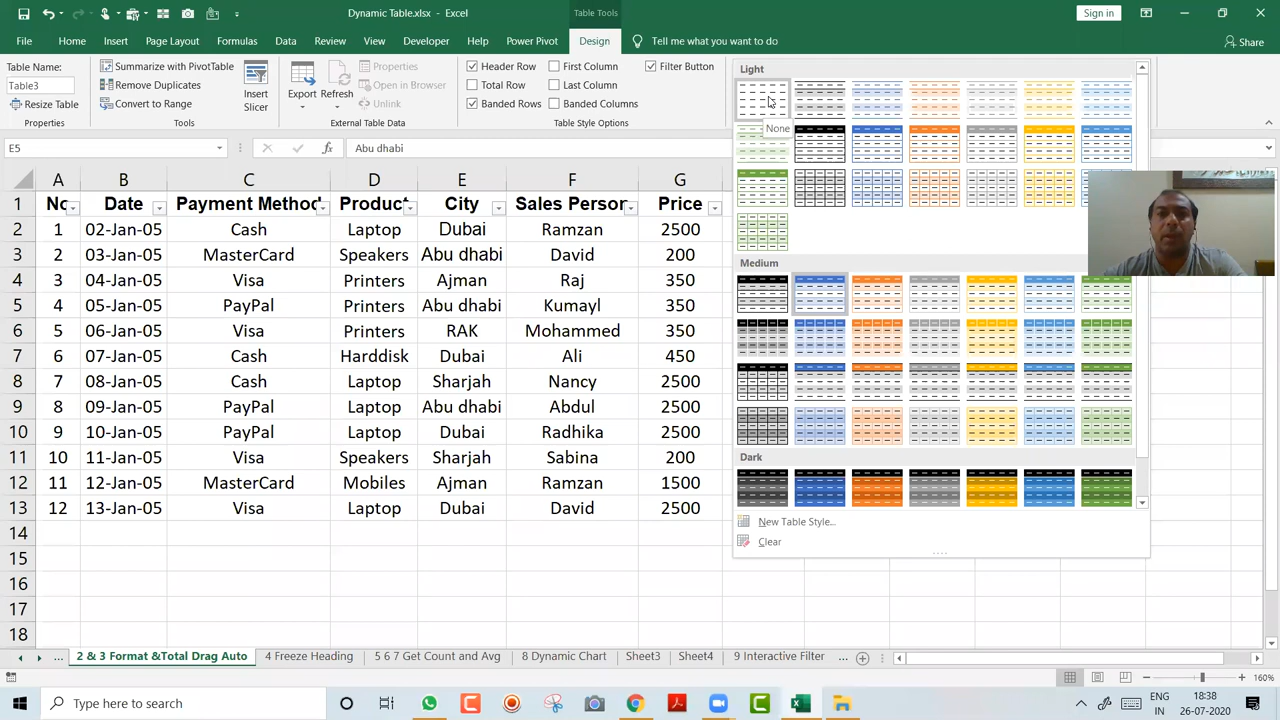 Dynamic Table.xlsx - Excel
Table Tools
Sign in
File Home Insert Page Layout Formulas Data Review View Developer Help Power Pivot Design Tell me what you want to do Share
Table Name:
Resize Table
Summarize with PivotTable
Remove Duplicates
Convert to Range
Tools
Insert Slicer
Export Refresh
Properties
Open in Browser
Unlink
Header Row First Column Filter Button
Total Row Last Column
Banded Rows Banded Columns
Table Style Options
Light
None
E5 fx Abu dhabi
A B C D E F G
1 No Date Payment Method Product City Sales Person Price
2 02-Jan-05 Cash Laptop Dubai Ramzan 2500
3 03-Jan-05 MasterCard Speakers Abu dhabi David 200
4 04-Jan-05 Visa Printers Ajman Raj 350
5 PayPal Printers Abu dhabi Kumayl 350
6 5 06-Jan-05 Visa Printers RAK Mohammed 350
7 6 07-Jan-05 Cash Harddisk Dubai Ali 450
8 7 08-Jan-05 Cash Laptop Sharjah Nancy 2500
9 8 09-Jan-05 PayPal Laptop Abu dhabi Abdul 2500
10 9 10-Jan-05 PayPal Laptop Dubai Radhika 2500
11 10 11-Jan-05 Visa Speakers Sharjah Sabina 200
12 11 12-Jan-05 MasterCard Mobiles Ajman Ramzan 1500
13 12 13-Jan-05 Visa Laptop Dubai David 2500
14
15
16
17
18
Medium
Dark
New Table Style...
Clear
2 & 3 Format &Total Drag Auto 4 Freeze Heading 5 6 7 Get Count and Avg 8 Dynamic Chart Sheet3 Sheet4 9 Interactive Filter
160%
Type here to search
ENG
IN
18:38
26-07-2020